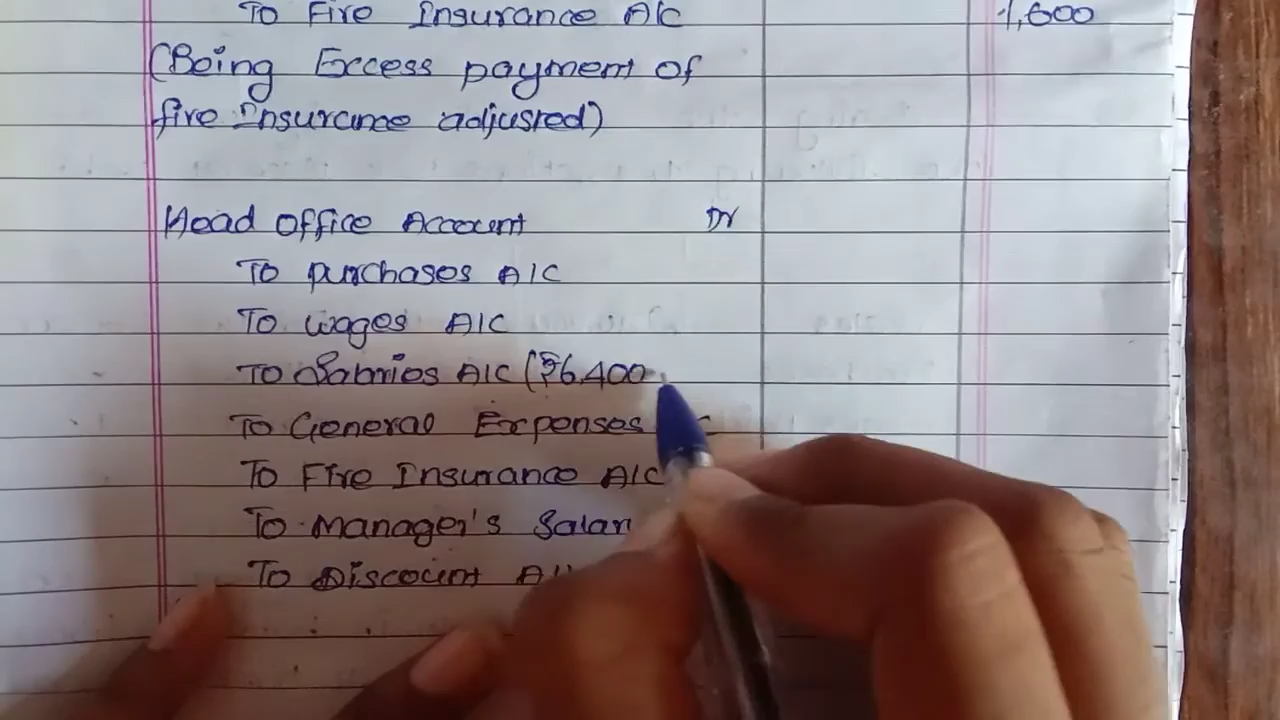 To Fire Insurance A/C 1,600
(Being Excess payment of
fire Insurance adjusted)
Head Office Account Dr
To purchases A/C
To wages A/C
To Salaries A/C (₹6,400
To General Expenses
To Fire Insurance A/C
To Manager's Salar
To Discount